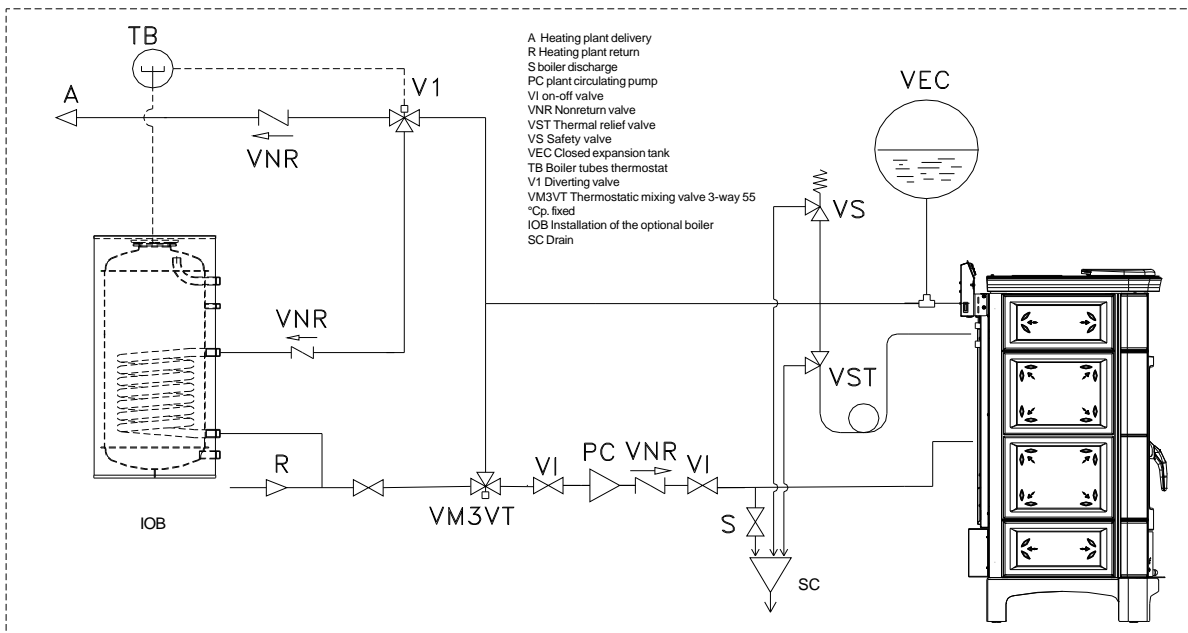 TB
A Heating plant delivery
R Heating plant return
S boiler discharge
PC plant circulating pump
VI on-off valve
VNR Nonreturn valve
VST Thermal relief valve
VS Safety valve
VEC Closed expansion tank
TB Boiler tubes thermostat
V1 Diverting valve
VM3VT Thermostatic mixing valve 3-way 55
°Cp. fixed
IOB Installation of the optional boiler
SC Drain
VEC
A
V1
VNR
VS
VNR
VST
R
VI
PC
VNR
VI
VM3VT
S
IOB
SC